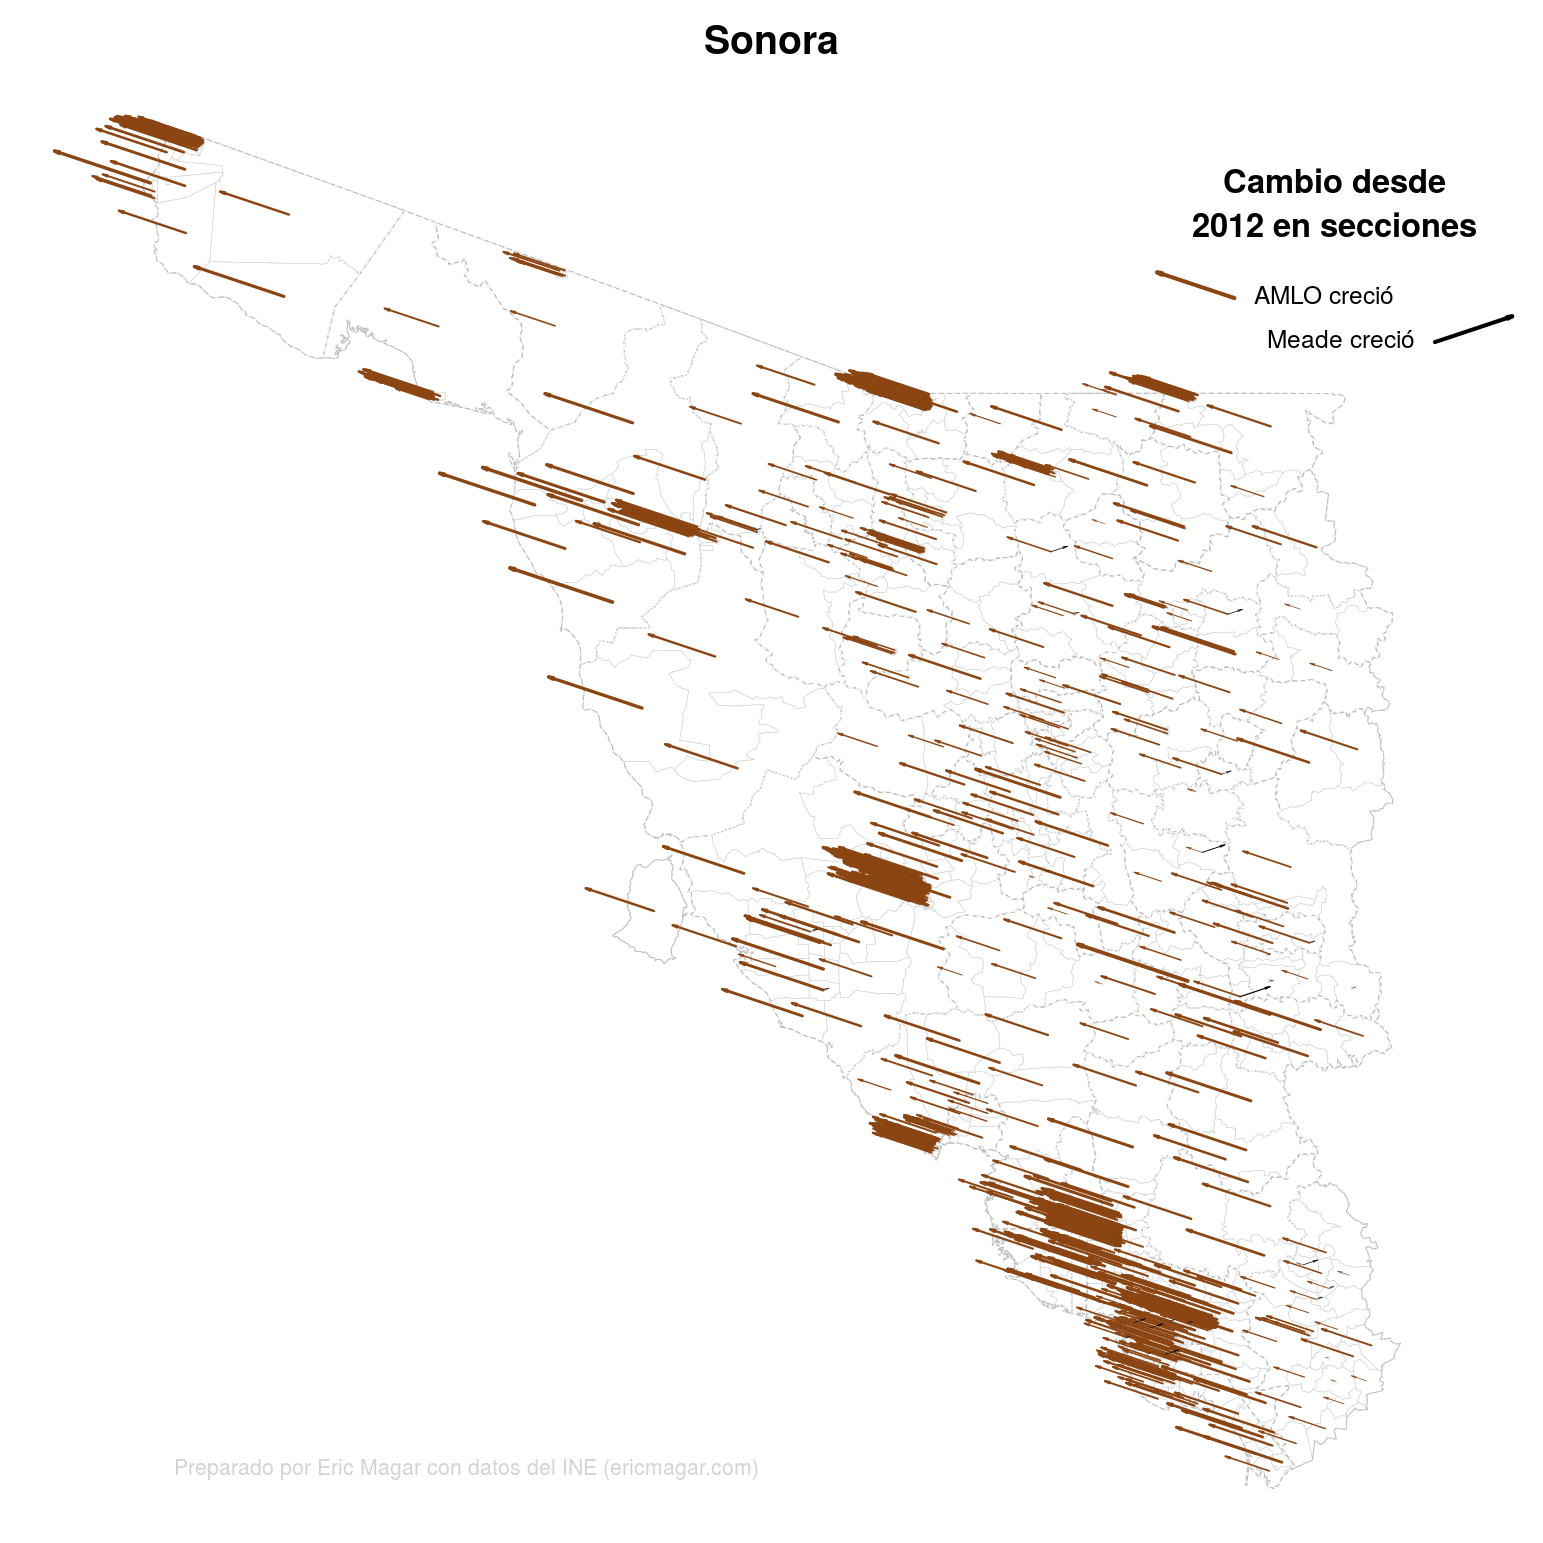 Sonora
Cambio desde
2012 en secciones
AMLO creció
Meade creció
Preparado por Eric Magar con datos del INE (ericmagar.com)